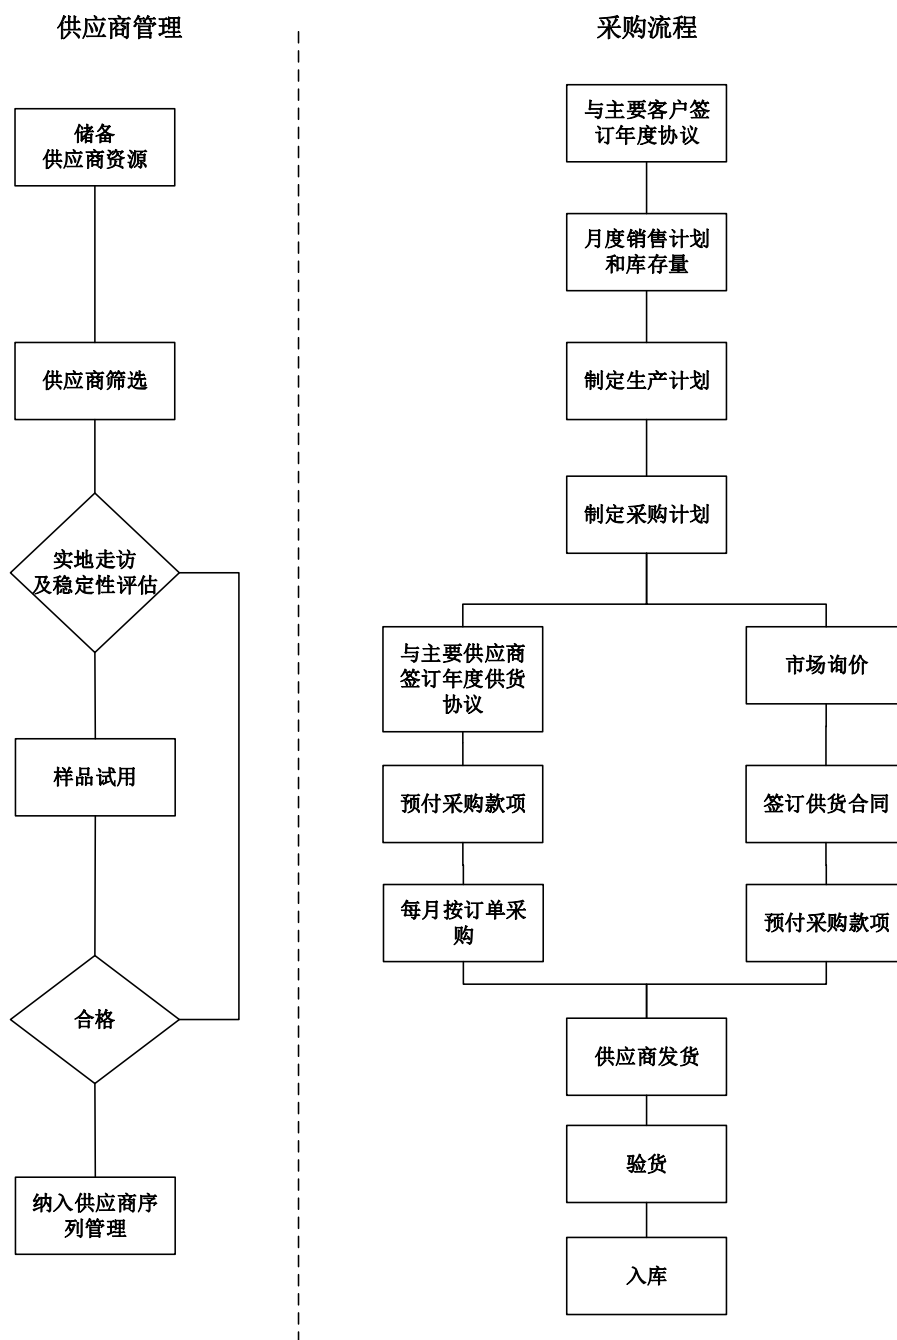 供应商管理
采购流程
储备
供应商资源
供应商筛选
实地走访
及稳定性评估
样品试用
合格
纳入供应商序
列管理
与主要客户签
订年度协议
月度销售计划
和库存量
制定生产计划
制定采购计划
与主要供应商
签订年度供货
协议
预付采购款项
每月按订单采
购
市场询价
签订供货合同
预付采购款项
供应商发货
验货
入库